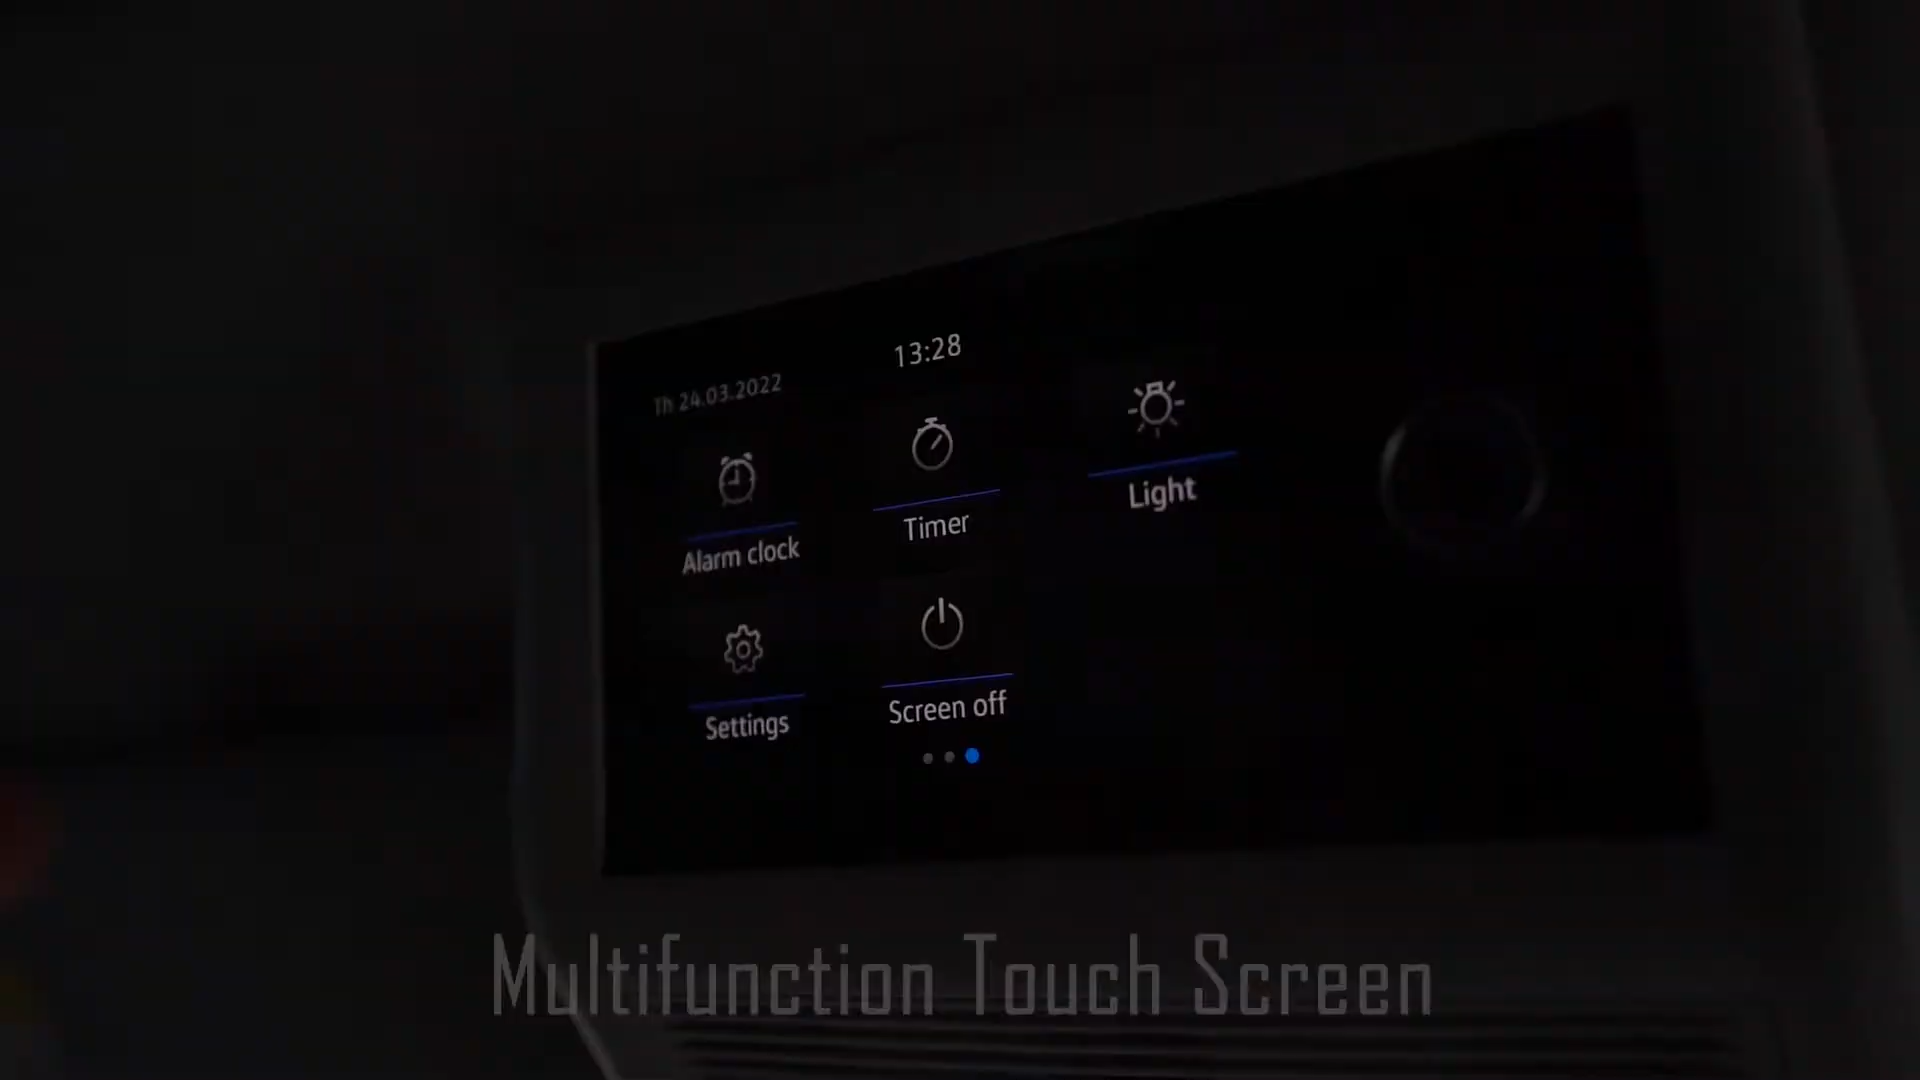 13:28
Th 24.03.2022
Alarm clock
Timer
Light
Settings
Screen off
Multifunction Touch Screen